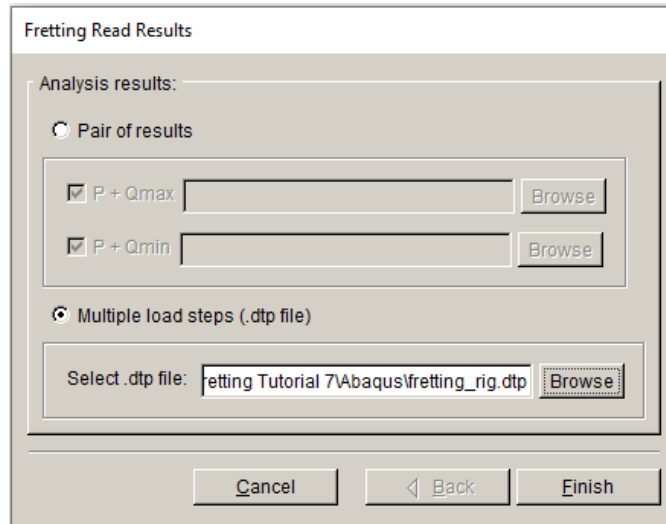 Fretting Read Results
Analysis results:
Pair of results
P + Qmax Browse
P + Qmin Browse
Multiple load steps (.dtp file)
Select .dtp file: retting Tutorial 7\Abaqus\fretting_rig.dtp Browse
Cancel Back Finish